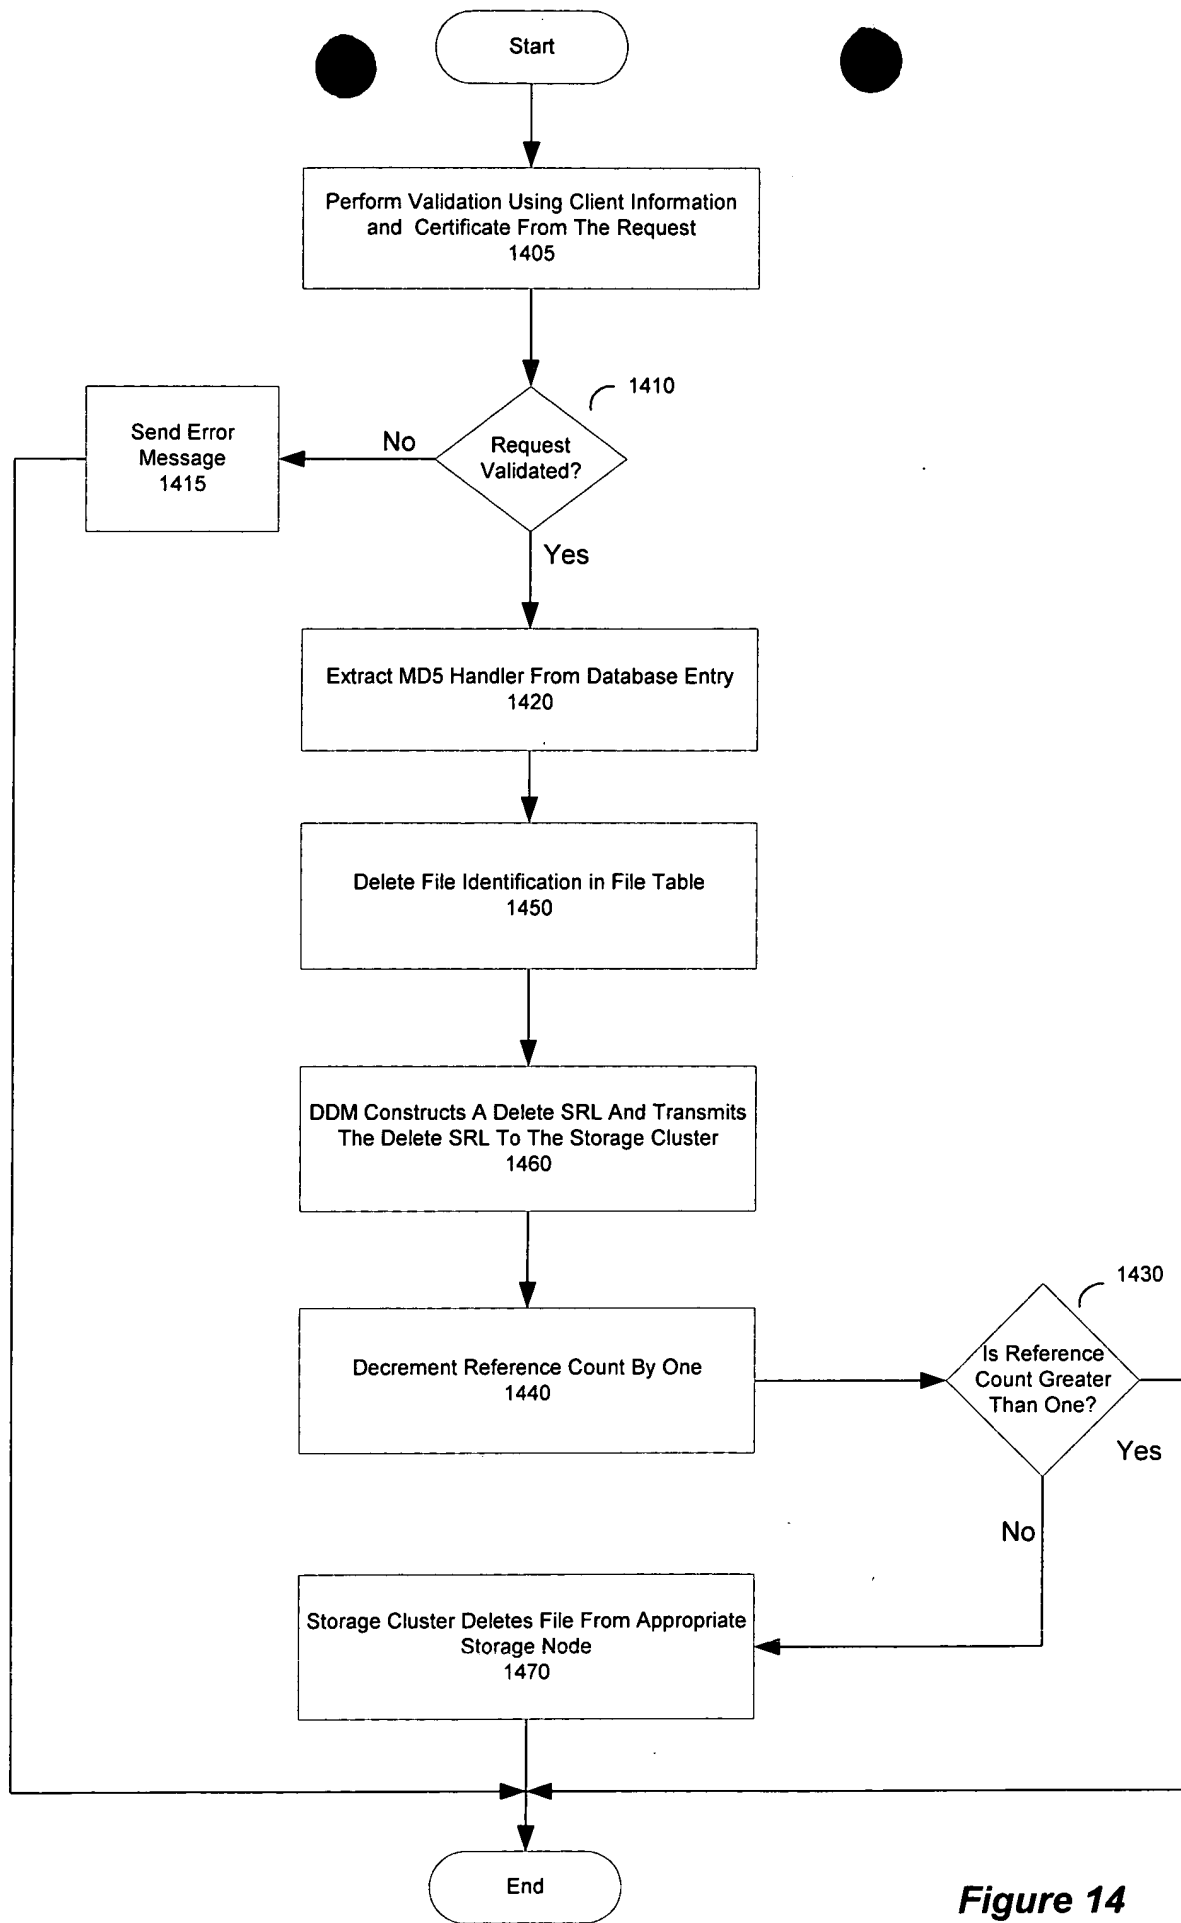 Start
Perform Validation Using Client Information
and Certificate From The Request
1405
1410
Request
Validated?
No
Send Error
Message
1415
Yes
Extract MD5 Handler From Database Entry
1420
Delete File Identification in File Table
1450
DDM Constructs A Delete SRL And Transmits
The Delete SRL To The Storage Cluster
1460
Decrement Reference Count By One
1440
1430
Is Reference
Count Greater
Than One?
Yes
No
Storage Cluster Deletes File From Appropriate
Storage Node
1470
End
Figure 14